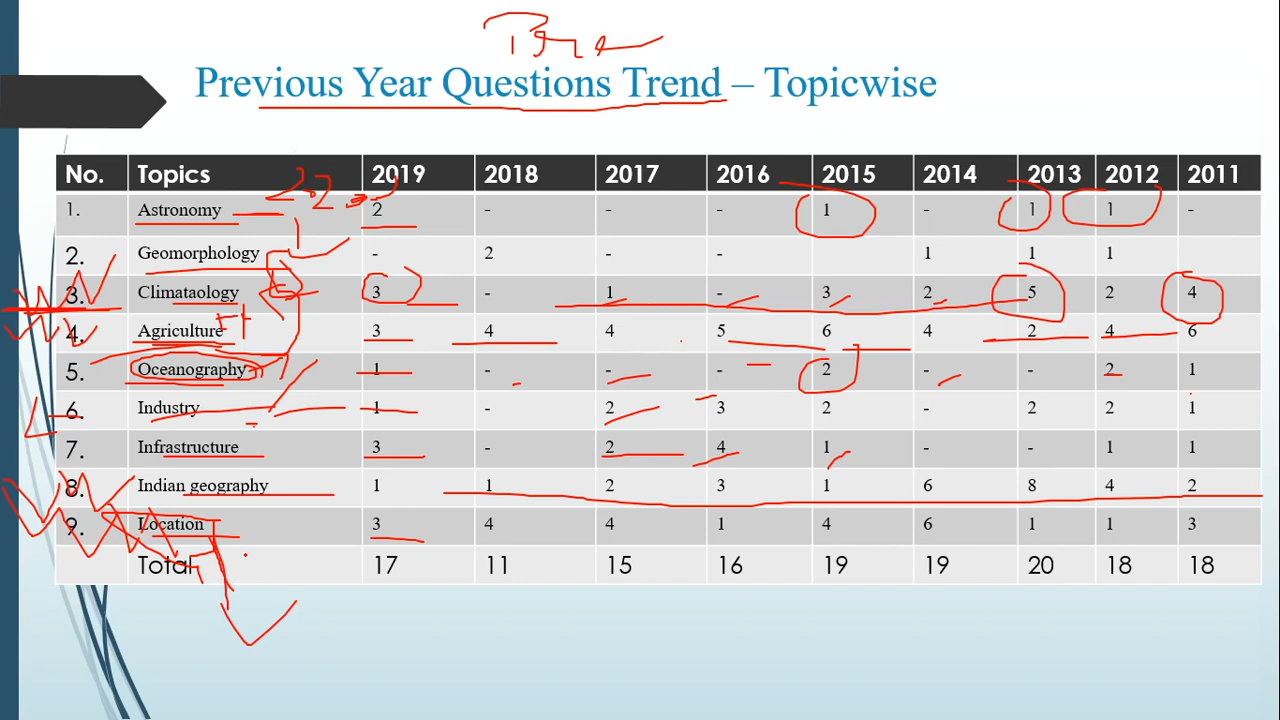 Pre
Previous Year Questions Trend – Topicwise
No. Topics 2019 2018 2017 2016 2015 2014 2013 2012 2011
1. Astronomy 2 - - - 1 - 1 1 -
2. Geomorphology - 2 - - 1 1 1
3. Climataology 3 - 1 - 3 2 5 2 4
4. Agriculture 3 4 4 5 6 4 2 4 6
5. Oceanography 1 - - - 2 - - 2 1
6. Industry 1 - 2 3 2 - 2 2 1
7. Infrastructure 3 - 2 4 1 - - 1 1
8. Indian geography 1 1 2 3 1 6 8 4 2
9. Location 3 4 4 1 4 6 1 1 3
Total 17 11 15 16 19 19 20 18 18